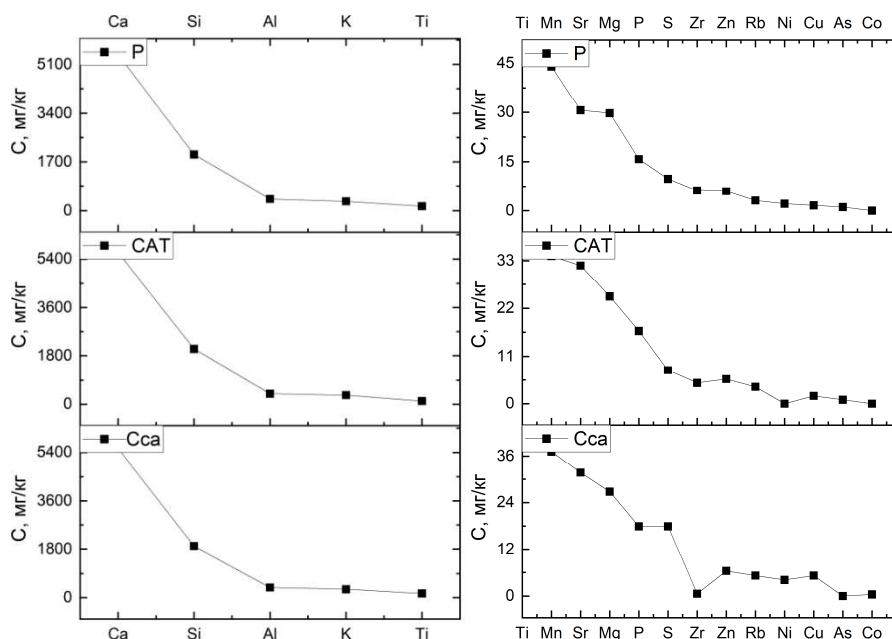 Ca Si Al K Ti
P
5100
3400
1700
0
С, мг/кг
CAT
5400
3600
1800
0
С, мг/кг
Cca
5400
3600
1800
0
С, мг/кг
Ca Si Al K Ti
Ti Mn Sr Mg P S Zr Zn Rb Ni Cu As Co
P
45
30
15
0
С, мг/кг
CAT
33
22
11
0
С, мг/кг
Cca
36
24
12
0
С, мг/кг
Ti Mn Sr Mg P S Zr Zn Rb Ni Cu As Co